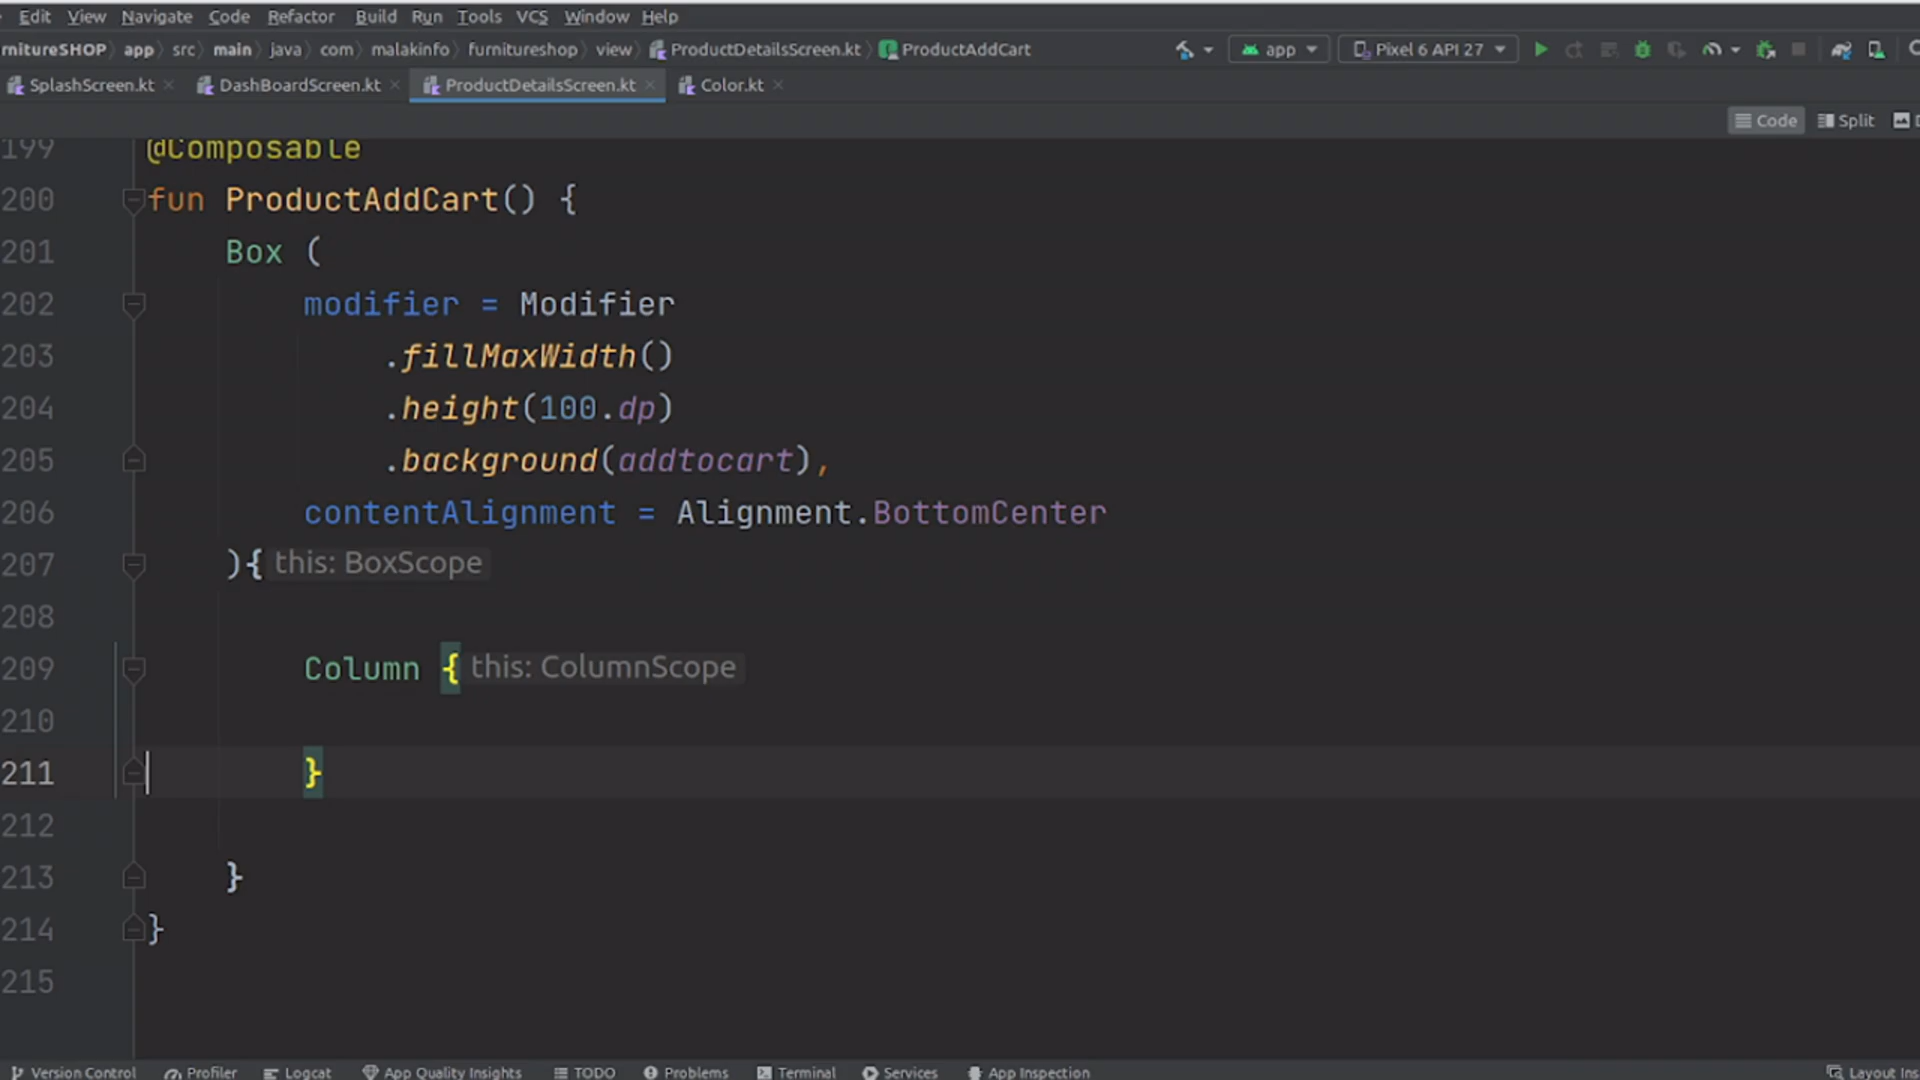 Edit View Navigate Code Refactor Build Run Tools VCS Window Help
rnitureSHOP app src main java com malakinfo furnitureshop view ProductDetailsScreen.kt ProductAddCart app Pixel 6 API 27
SplashScreen.kt DashBoardScreen.kt ProductDetailsScreen.kt Color.kt
Code Split
199 @Composable
200 fun ProductAddCart() {
201 Box (
202 modifier = Modifier
203 .fillMaxWidth()
204 .height(100.dp)
205 .background(addtocart),
206 contentAlignment = Alignment.BottomCenter
207 ){ this: BoxScope
208
209 Column { this: ColumnScope
210
211 }
212
213 }
214 }
215
Version Control Profiler Logcat App Quality Insights TODO Problems Terminal Services App Inspection Layout Ins